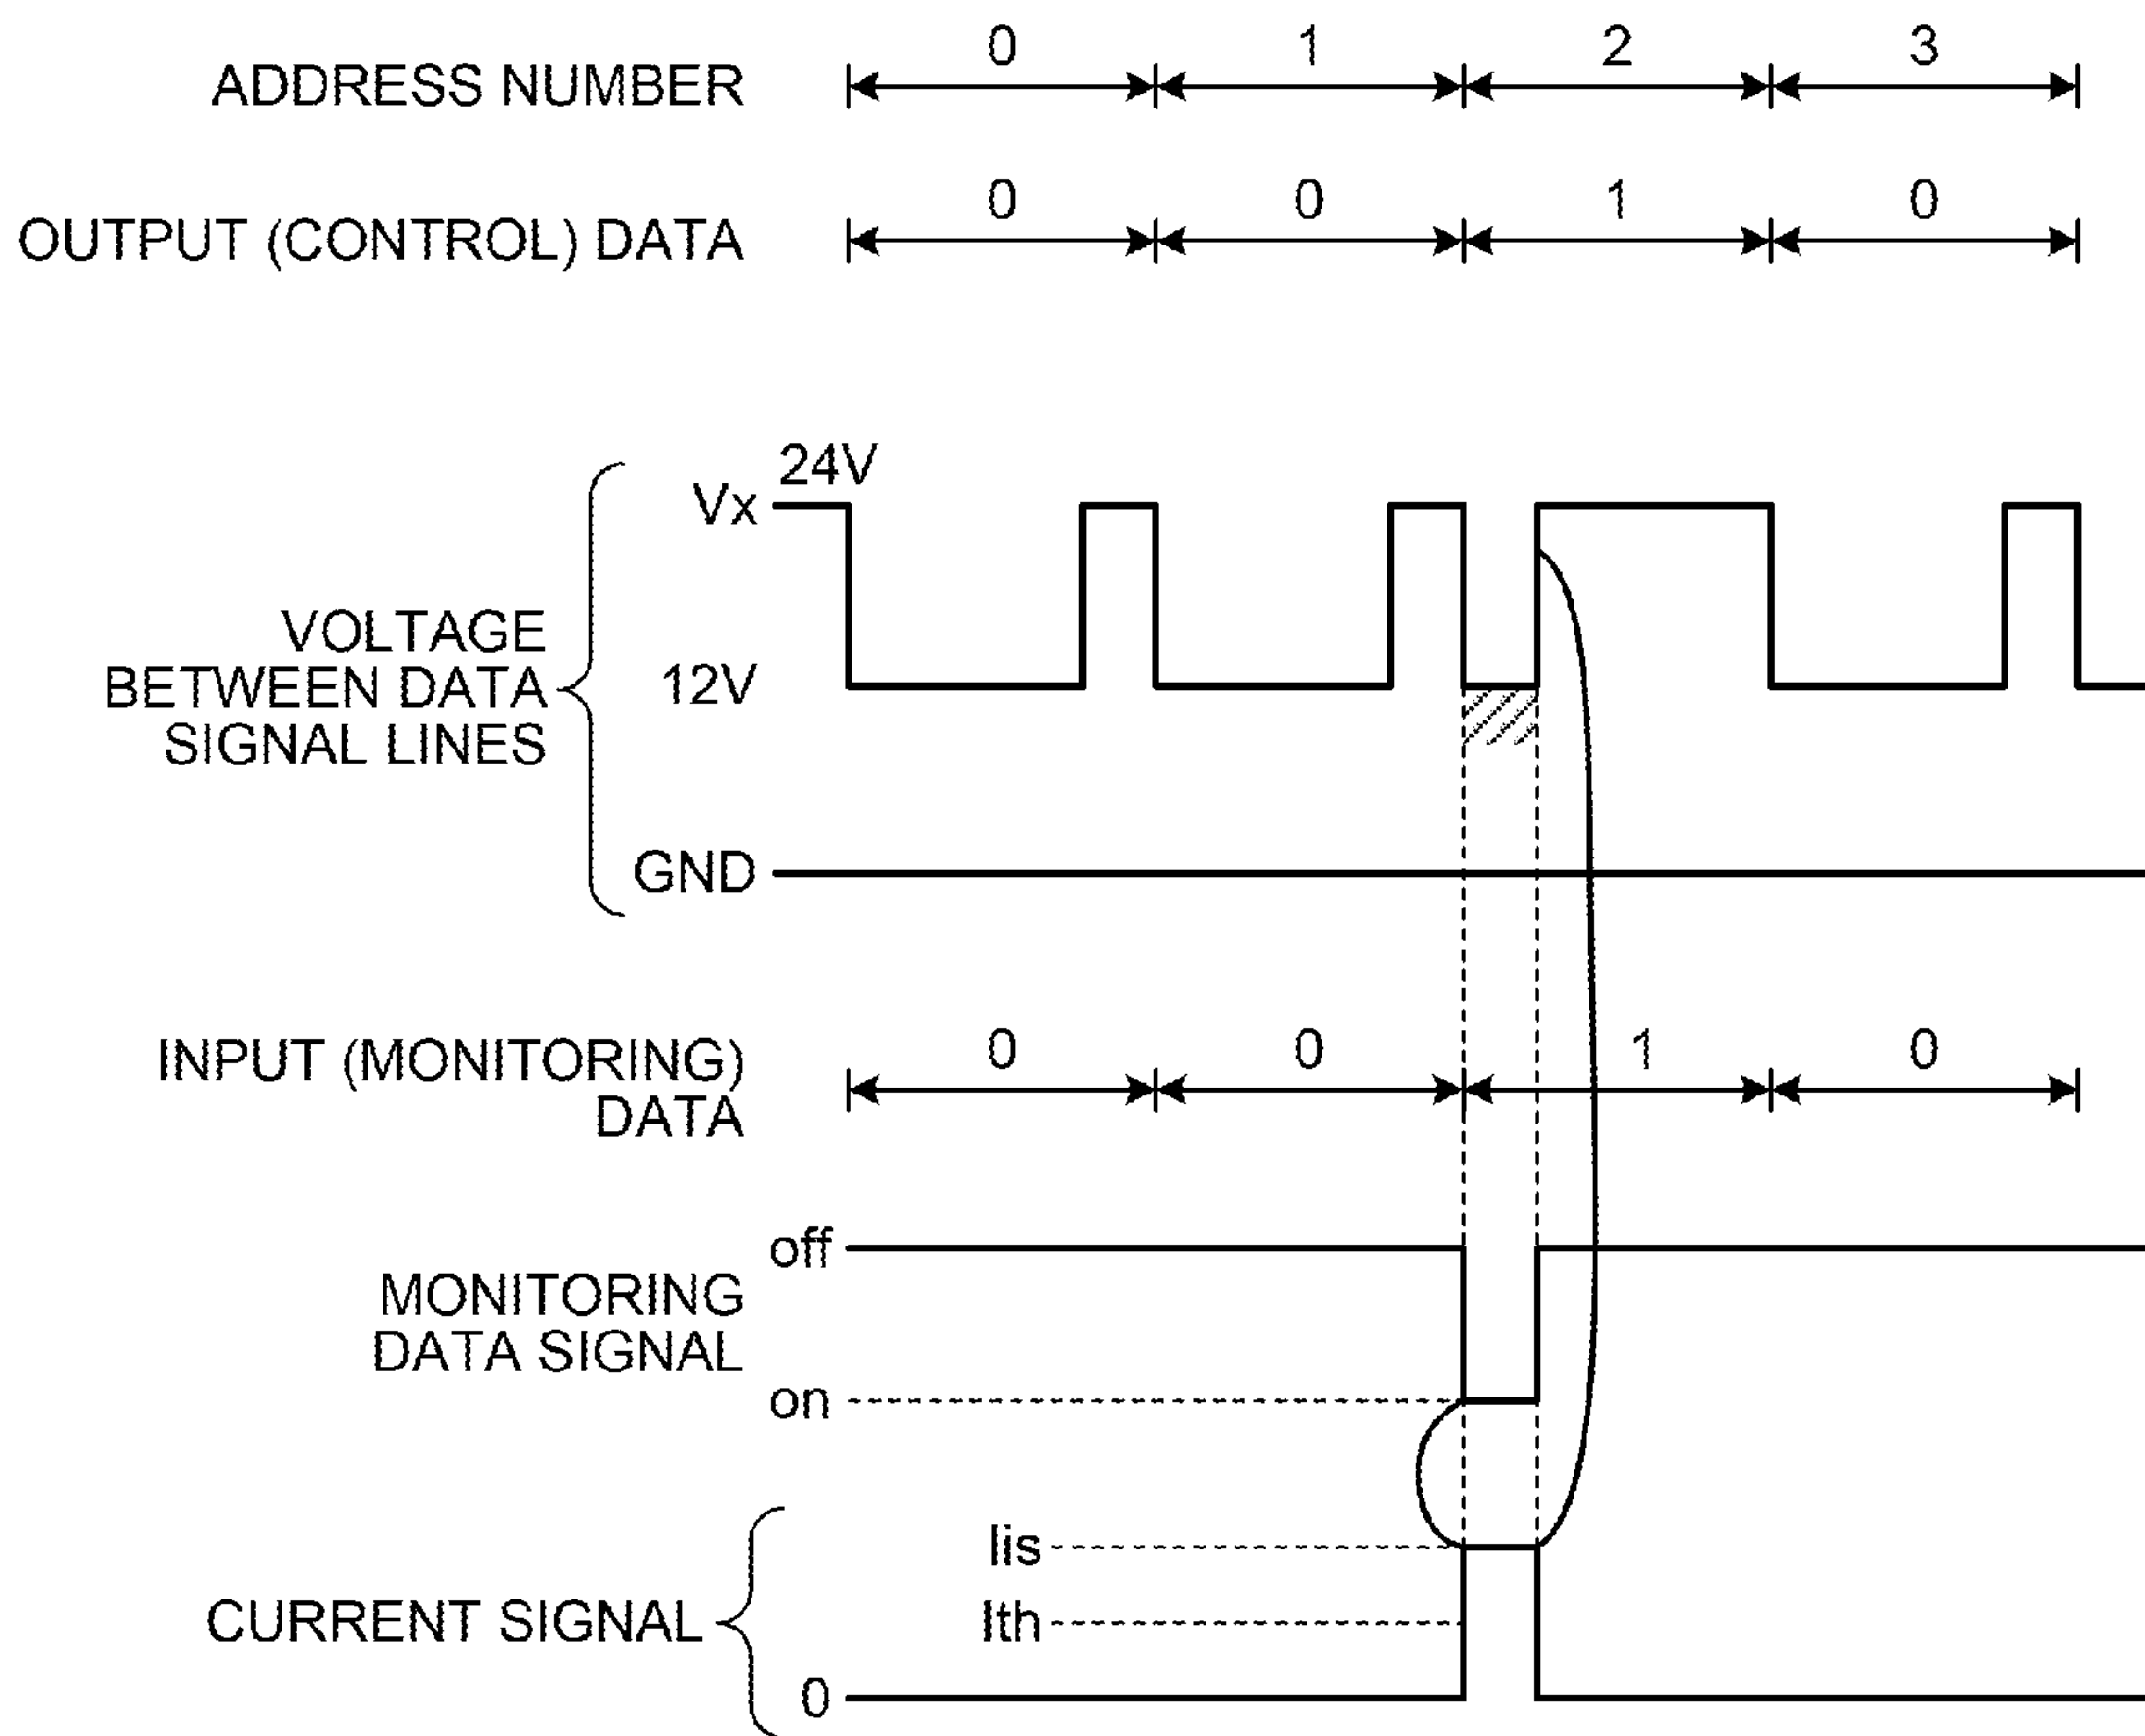 0 1 2 3
ADDRESS NUMBER
0 0 1 0
OUTPUT (CONTROL) DATA
24V
Vx
VOLTAGE
BETWEEN DATA
SIGNAL LINES
12V
GND
INPUT (MONITORING)
DATA
0 0 1 0
off
MONITORING
DATA SIGNAL
on
Iis
Ith
CURRENT SIGNAL
0